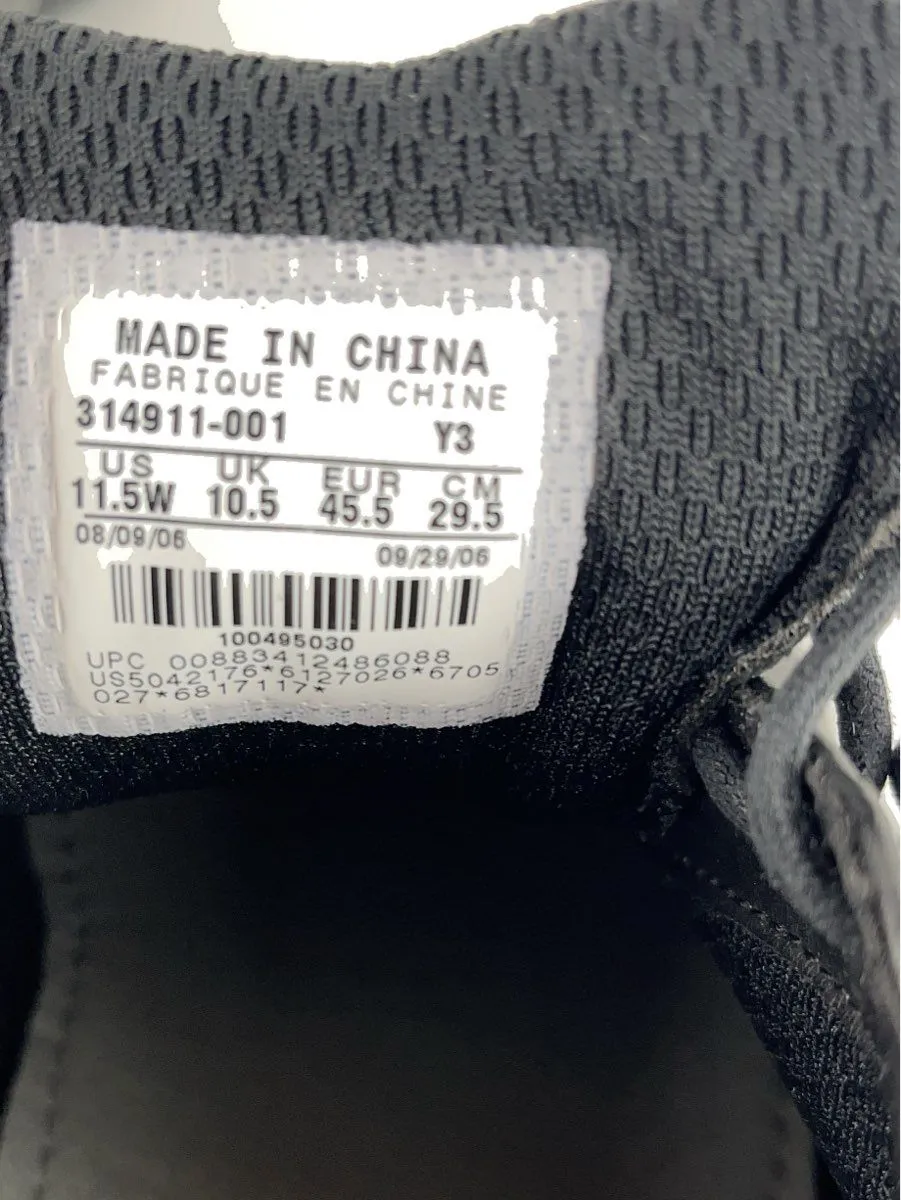 MADE IN CHINA
FABRIQUE EN CHINE
314911-001 Y3
US UK EUR CM
11.5W 10.5 45.5 29.5
08/09/06 09/29/06
100495030
UPC 00883412486088
US5042176*6127026*6705
027*6817117*